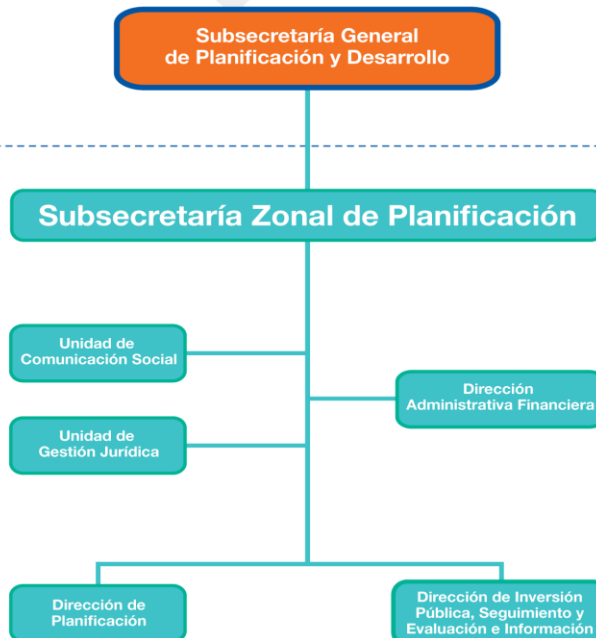 Subsecretaría General
de Planificación y Desarrollo
Subsecretaría Zonal de Planificación
Unidad de
Comunicación Social
Dirección
Administrativa Financiera
Unidad de
Gestión Jurídica
Dirección de
Planificación
Dirección de Inversión
Pública, Seguimiento y
Evaluación e Información